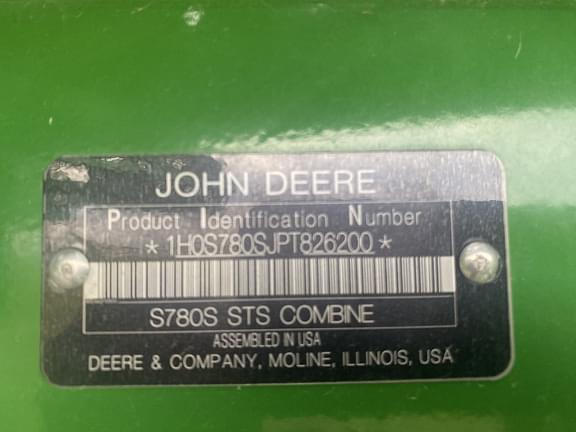 JOHN DEERE
Product Identification Number
*1H0S780SJPT826200*
S780S STS COMBINE
ASSEMBLED IN USA
DEERE & COMPANY, MOLINE, ILLINOIS, USA